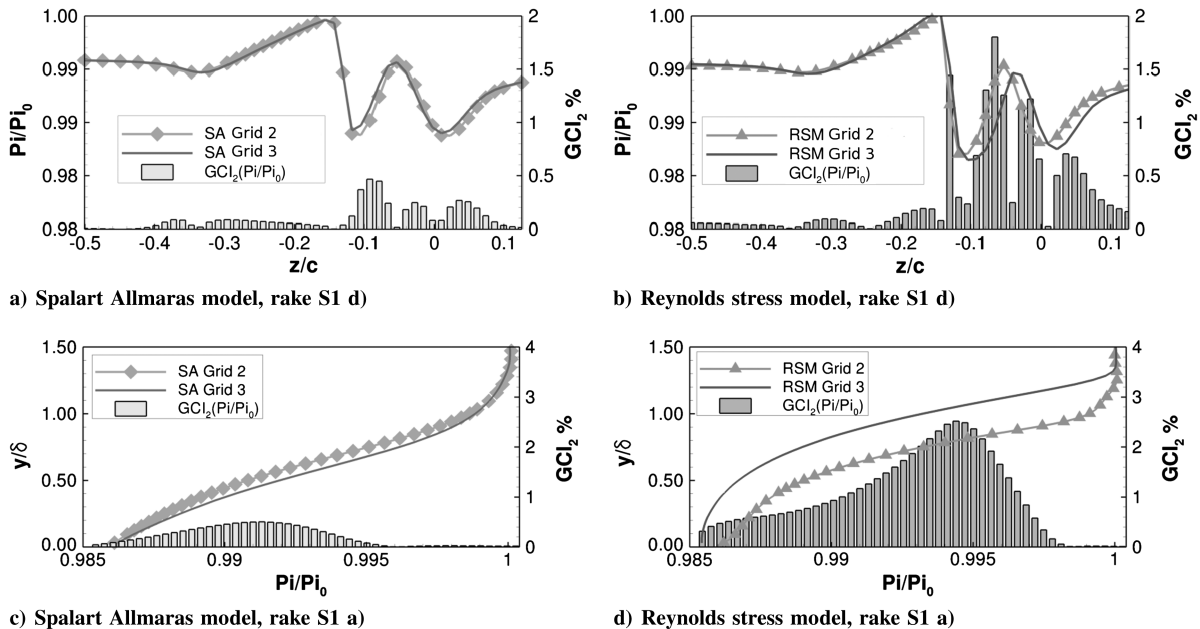 1.00
0.99
0.99
0.98
0.98
Pi/Pi₀
2
1.5
1
0.5
0
GCI₂ %
SA Grid 2
SA Grid 3
GCI₂(Pi/Pi₀)
-0.5 -0.4 -0.3 -0.2 -0.1 0 0.1
z/c
a) Spalart Allmaras model, rake S1 d)
1.00
0.99
0.99
0.98
0.98
Pi/Pi₀
2
1.5
1
0.5
0
GCI₂ %
RSM Grid 2
RSM Grid 3
GCI₂(Pi/Pi₀)
-0.5 -0.4 -0.3 -0.2 -0.1 0 0.1
z/c
b) Reynolds stress model, rake S1 d)
1.50
1.00
0.50
0.00
y/δ
4
3
2
1
0
GCI₂ %
SA Grid 2
SA Grid 3
GCI₂(Pi/Pi₀)
0.985 0.99 0.995 1
Pi/Pi₀
c) Spalart Allmaras model, rake S1 a)
1.50
1.00
0.50
0.00
y/δ
4
3
2
1
0
GCI₂ %
RSM Grid 2
RSM Grid 3
GCI₂(Pi/Pi₀)
0.985 0.99 0.995 1
Pi/Pi₀
d) Reynolds stress model, rake S1 a)